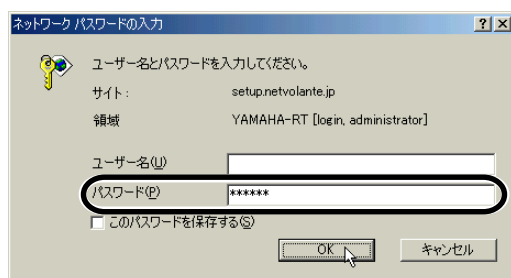 ネットワーク パスワードの入力
ユーザー名とパスワードを入力してください。
サイト: setup.netvolante.jp
領域 YAMAHA-RT [login, administrator]
ユーザー名(U)
パスワード(P) ******
このパスワードを保存する(S)
OK キャンセル